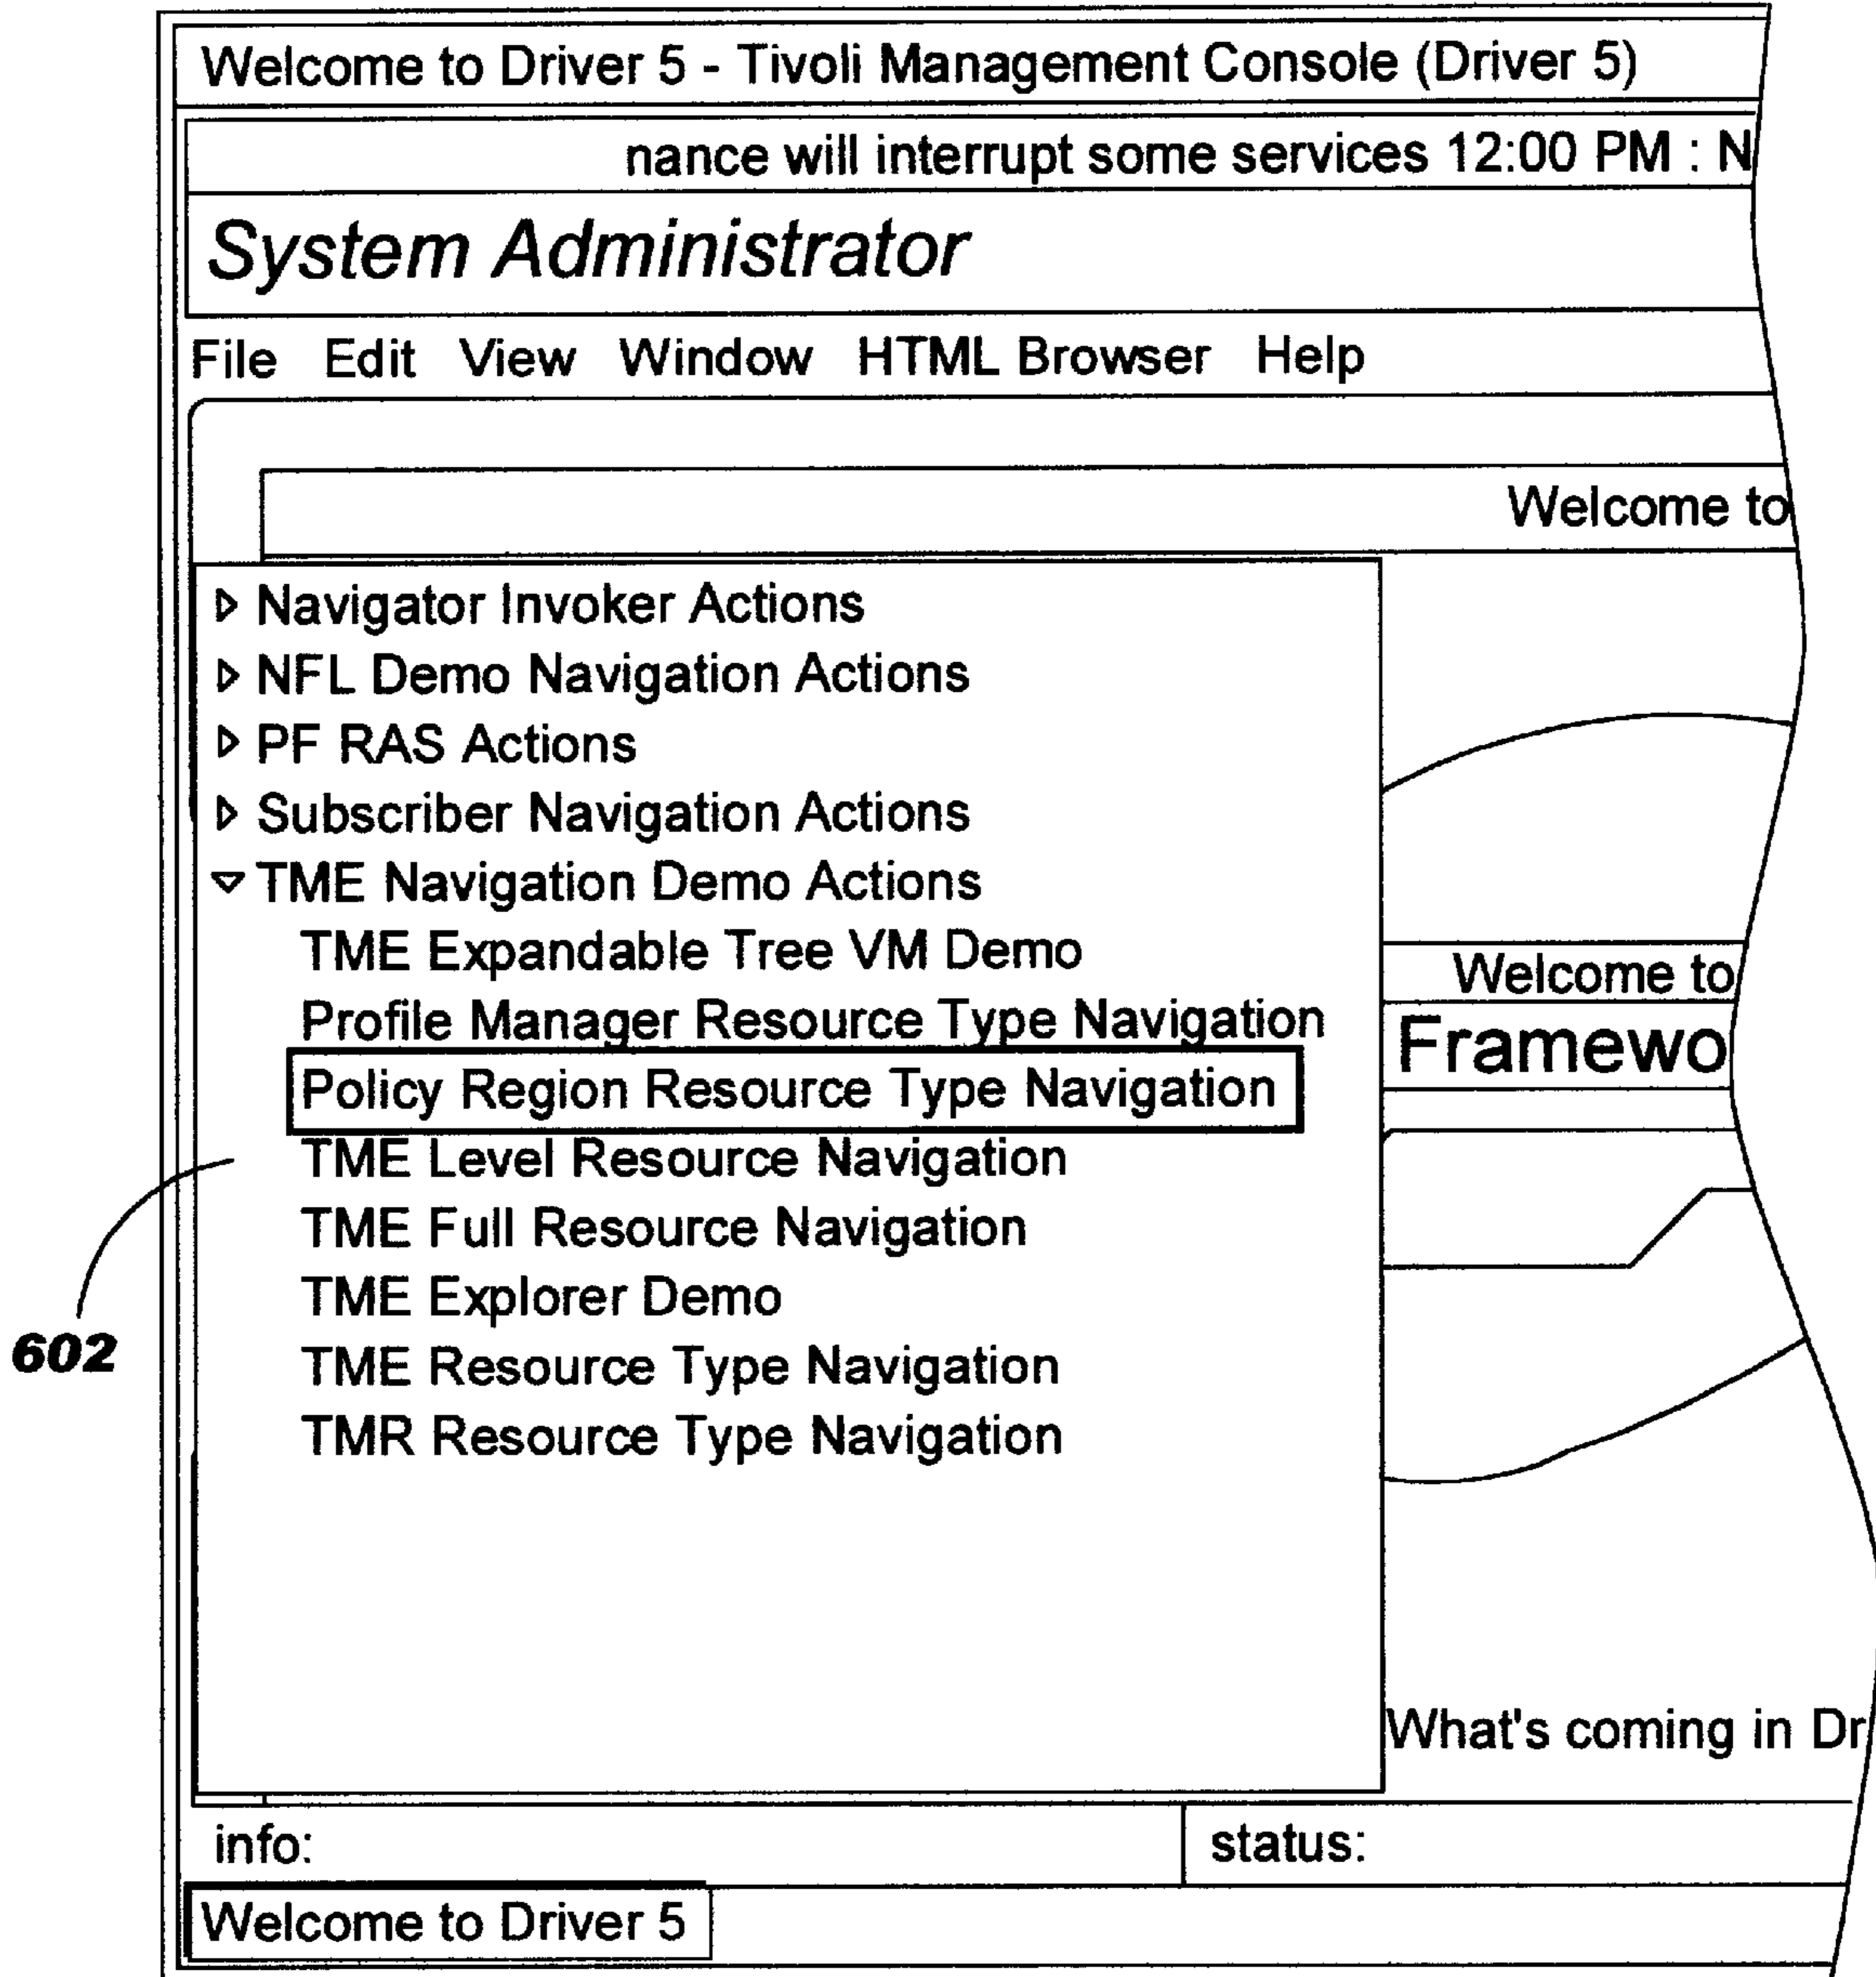 Welcome to Driver 5 - Tivoli Management Console (Driver 5)
nance will interrupt some services 12:00 PM : N
System Administrator
File Edit View Window HTML Browser Help
Welcome to
Navigator Invoker Actions
NFL Demo Navigation Actions
PF RAS Actions
Subscriber Navigation Actions
TME Navigation Demo Actions
TME Expandable Tree VM Demo
Profile Manager Resource Type Navigation
Policy Region Resource Type Navigation
TME Level Resource Navigation
TME Full Resource Navigation
TME Explorer Demo
TME Resource Type Navigation
TMR Resource Type Navigation
Welcome to
Framewo
602
What's coming in Dr
info: status:
Welcome to Driver 5